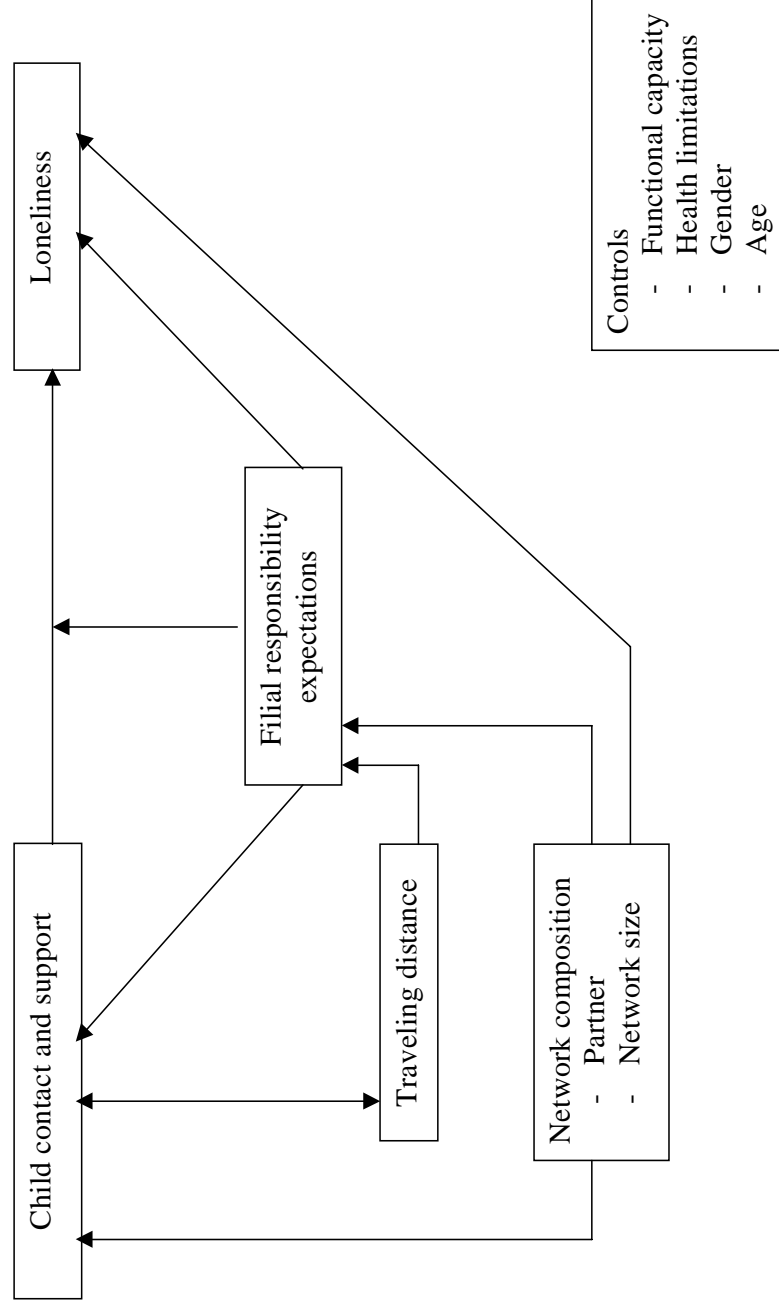 Child contact and support
Loneliness
Filial responsibility
expectations
Traveling distance
Network composition
- Partner
- Network size
Controls
- Functional capacity
- Health limitations
- Gender
- Age